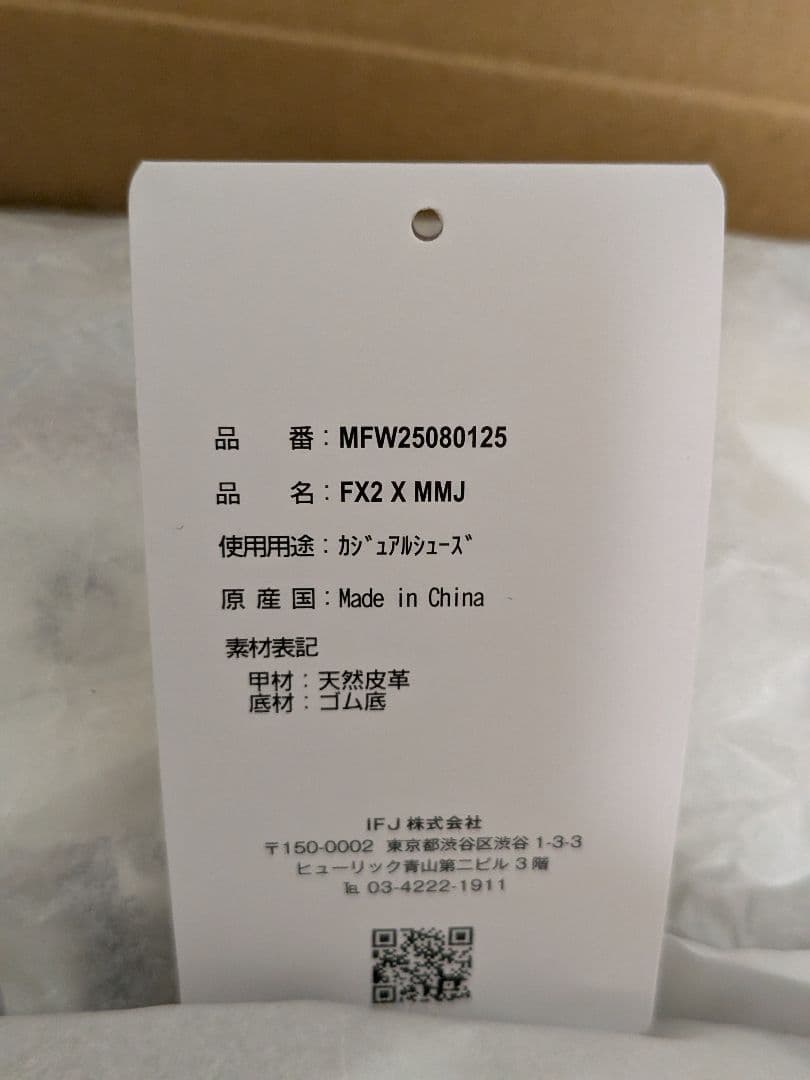 品　　番：MFW25080125
品　　名：FX2 X MMJ
使用用途：ｶｼﾞｭｱﾙｼｭｰｽﾞ
原 産 国：Made in China
素材表記
甲材：天然皮革
底材：ゴム底
IFJ 株式会社
〒150-0002 東京都渋谷区渋谷 1-3-3
ヒューリック青山第二ビル 3 階
℡ 03-4222-1911